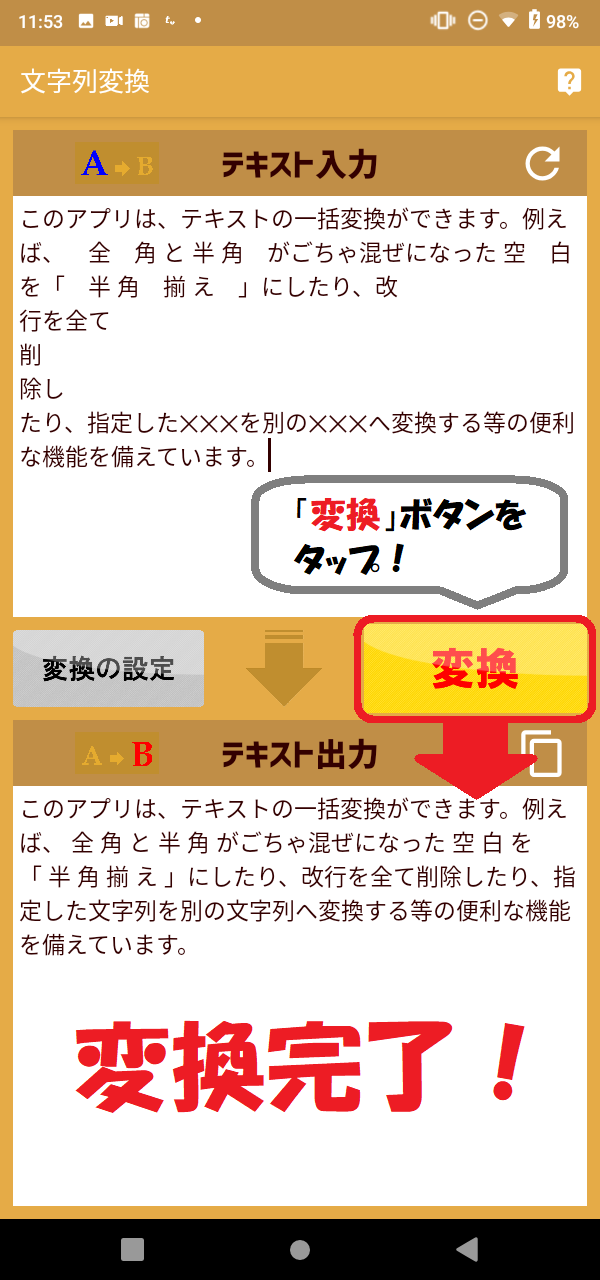 11:53
98%
文字列変換
A ➡ B
テキスト入力
このアプリは、テキストの一括変換ができます。例え
ば、　全　角 と 半 角　がごちゃ混ぜになった 空　白
を「　半 角　揃 え　」にしたり、改
行を全て
削
除し
たり、指定した×××を別の×××へ変換する等の便利
な機能を備えています。
「変換」ボタンを
タップ！
変換の設定
変換
A ➡ B
テキスト出力
このアプリは、テキストの一括変換ができます。例え
ば、 全 角 と 半 角 がごちゃ混ぜになった 空 白 を
「 半 角 揃 え 」にしたり、改行を全て削除したり、指
定した文字列を別の文字列へ変換する等の便利な機能
を備えています。
変換完了！